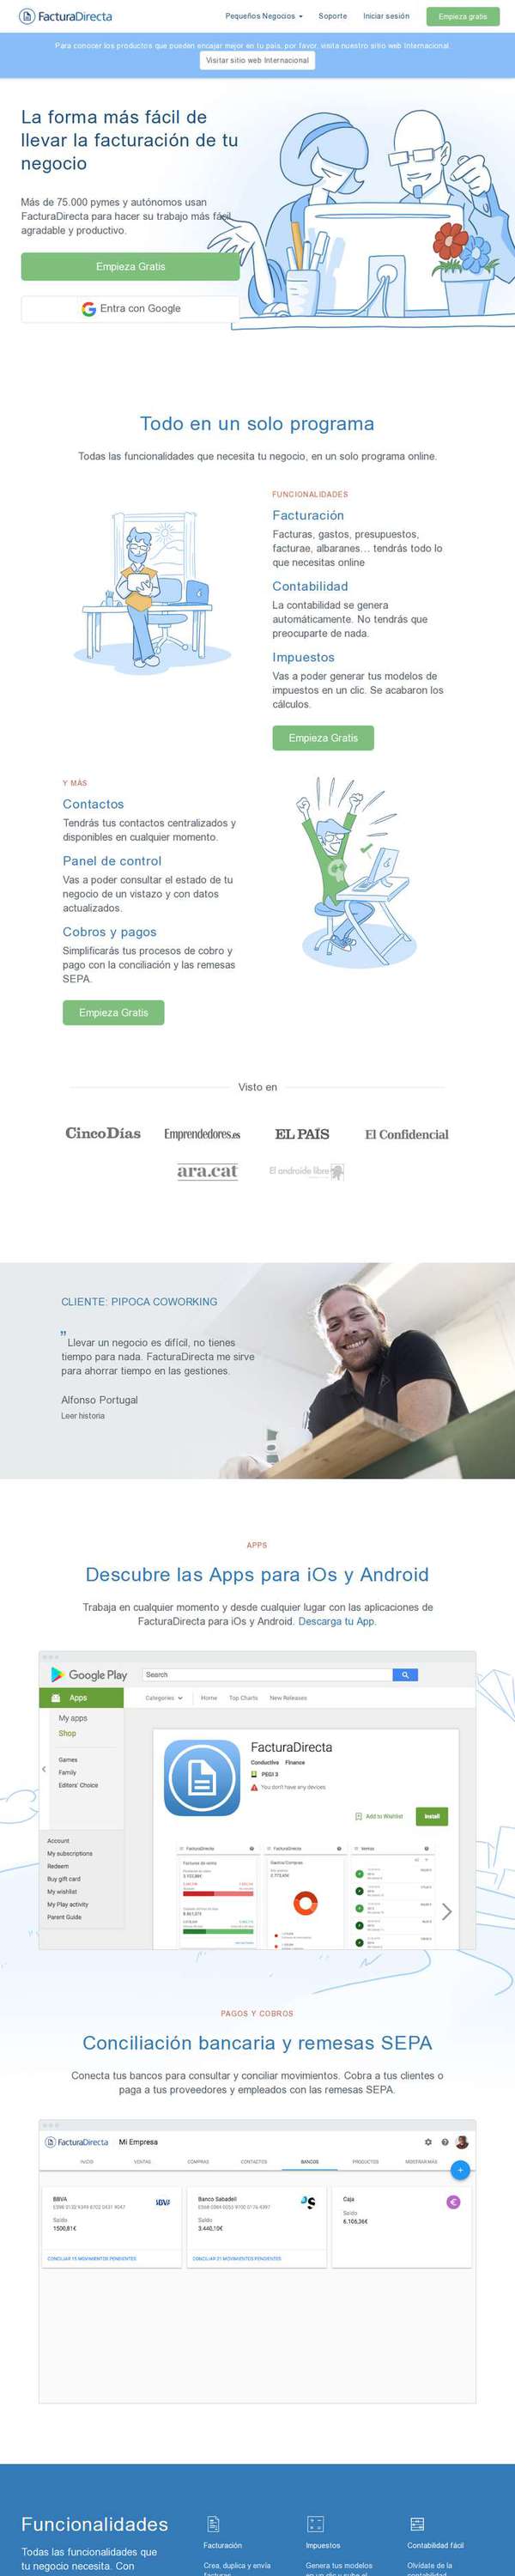 FacturaDirecta
Pequeños Negocios
Soporte
Iniciar sesión
Empieza gratis
Para conocer los productos que pueden encajar mejor en tu país, por favor, visita nuestro sitio web Internacional.
Visitar sitio web Internacional
La forma más fácil de
llevar la facturación de tu
negocio
Más de 75.000 pymes y autónomos usan
FacturaDirecta para hacer su trabajo más fácil,
agradable y productivo.
Empieza Gratis
Entra con Google
Todo en un solo programa
Todas las funcionalidades que necesita tu negocio, en un solo programa online.
FUNCIONALIDADES
Facturación
Facturas, gastos, presupuestos,
facturae, albaranes… tendrás todo lo
que necesitas online
Contabilidad
La contabilidad se genera
automáticamente. No tendrás que
preocuparte de nada.
Impuestos
Vas a poder generar tus modelos de
impuestos en un clic. Se acabaron los
cálculos.
Empieza Gratis
Y MÁS
Contactos
Tendrás tus contactos centralizados y
disponibles en cualquier momento.
Panel de control
Vas a poder consultar el estado de tu
negocio de un vistazo y con datos
actualizados.
Cobros y pagos
Simplificarás tus procesos de cobro y
pago con la conciliación y las remesas
SEPA.
Empieza Gratis
Visto en
CincoDías
Emprendedores.es
EL PAÍS
El Confidencial
ara.cat
El androide libre
CLIENTE: PIPOCA COWORKING
" Llevar un negocio es difícil, no tienes
tiempo para nada. FacturaDirecta me sirve
para ahorrar tiempo en las gestiones.
Alfonso Portugal
Leer historia
APPS
Descubre las Apps para iOs y Android
Trabaja en cualquier momento y desde cualquier lugar con las aplicaciones de
FacturaDirecta para iOs y Android. Descarga tu App.
Google Play
Search
Apps
Categories
Home
Top Charts
New Releases
My apps
Shop
Games
Family
Editors' Choice
Account
My subscriptions
Redeem
Buy gift card
My wishlist
My Play activity
Parent Guide
FacturaDirecta
Conductiva Finance
PEGI 3
You don't have any devices
Add to Wishlist
Install
FacturaDirecta
FacturaDirecta
Ventas
PAGOS Y COBROS
Conciliación bancaria y remesas SEPA
Conecta tus bancos para consultar y conciliar movimientos. Cobra a tus clientes o
paga a tus proveedores y empleados con las remesas SEPA.
FacturaDirecta
Mi Empresa
INICIO
VENTAS
COMPRAS
CONTACTOS
BANCOS
PRODUCTOS
MOSTRAR MÁS
BBVA
BBVA
Saldo
1500,81€
CONCILIAR 15 MOVIMIENTOS PENDIENTES
Banco Sabadell
Saldo
3.440,10€
CONCILIAR 21 MOVIMIENTOS PENDIENTES
Caja
Saldo
6.106,36€
Funcionalidades
Todas las funcionalidades que
tu negocio necesita. Con
Facturación
Crea, duplica y envía
facturas
Impuestos
Genera tus modelos
en un clic y sube el
Contabilidad fácil
Olvídate de la
contabilidad